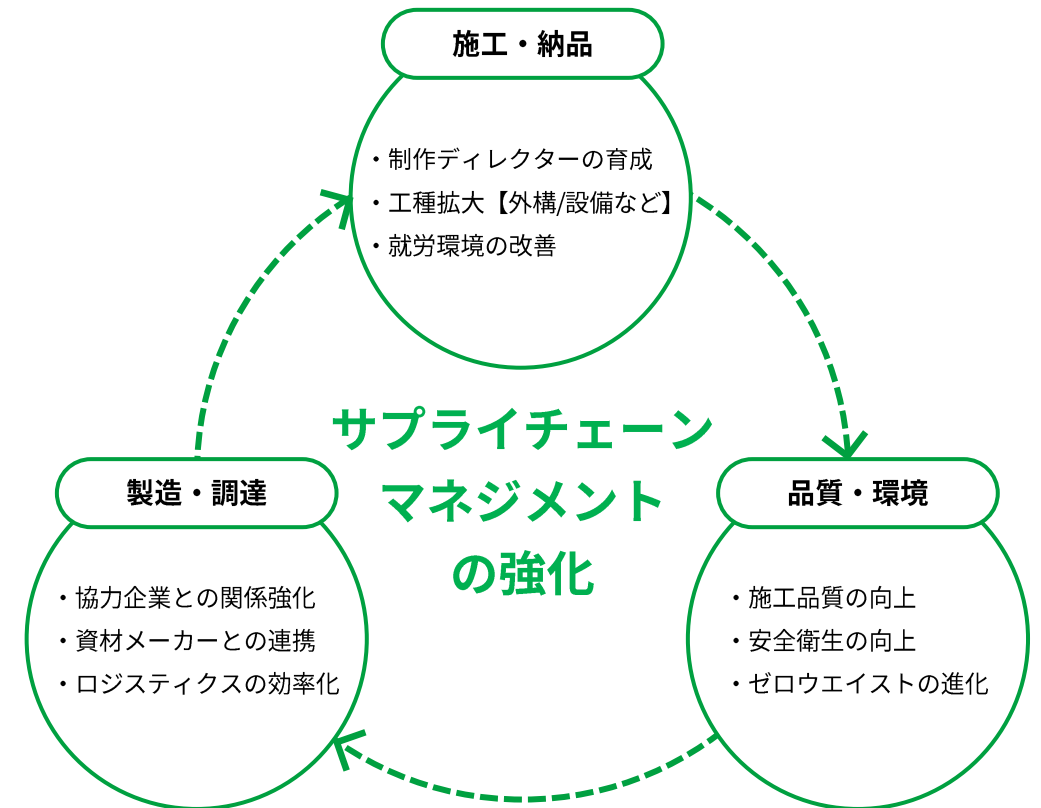 施工・納品
・制作ディレクターの育成
・工種拡大【外構/設備など】
・就労環境の改善
サプライチェーン
マネジメント
の強化
製造・調達
・協力企業との関係強化
・資材メーカーとの連携
・ロジスティクスの効率化
品質・環境
・施工品質の向上
・安全衛生の向上
・ゼロウエイストの進化